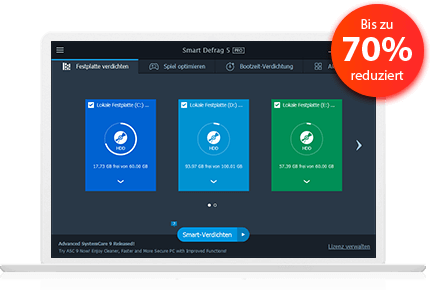 Bis zu
70%
reduziert
Smart Defrag 5 PRO
Festplatte verdichten
Spiel optimieren
Bootzeit-Verdichtung
Lokale Festplatte (C:) ...
Lokale Festplatte (D:) ...
Lokale Festplatte (E:) ...
HDD
HDD
HDD
17.73 GB frei von 60.00 GB
93.97 GB frei von 100.01 GB
57.39 GB frei von 60.00 GB
Smart-Verdichten
Advanced SystemCare 9 Released!
Try ASC 9 Now! Enjoy Cleaner, Faster and More Secure PC with Improved Functions!
Lizenz verwalten